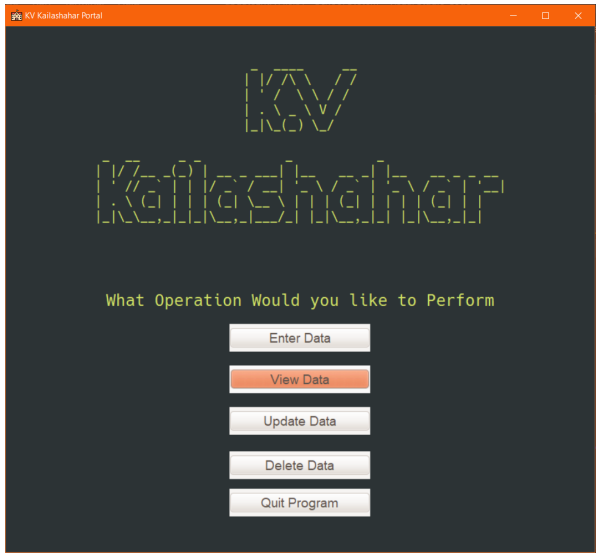 KV Kailashahar Portal
K.V
Kailashahar
What Operation Would you like to Perform
Enter Data
View Data
Update Data
Delete Data
Quit Program